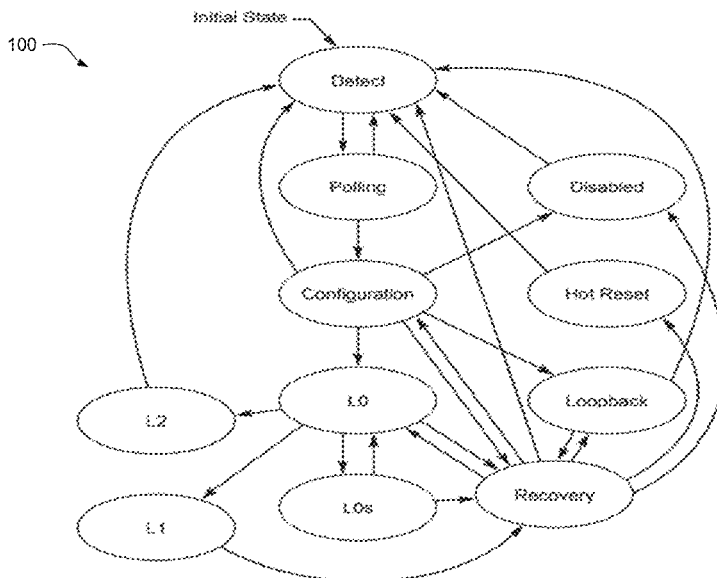 Initial State
100
Detect
Polling
Disabled
Configuration
Hot Reset
L0
Loopback
L2
L0s
Recovery
L1